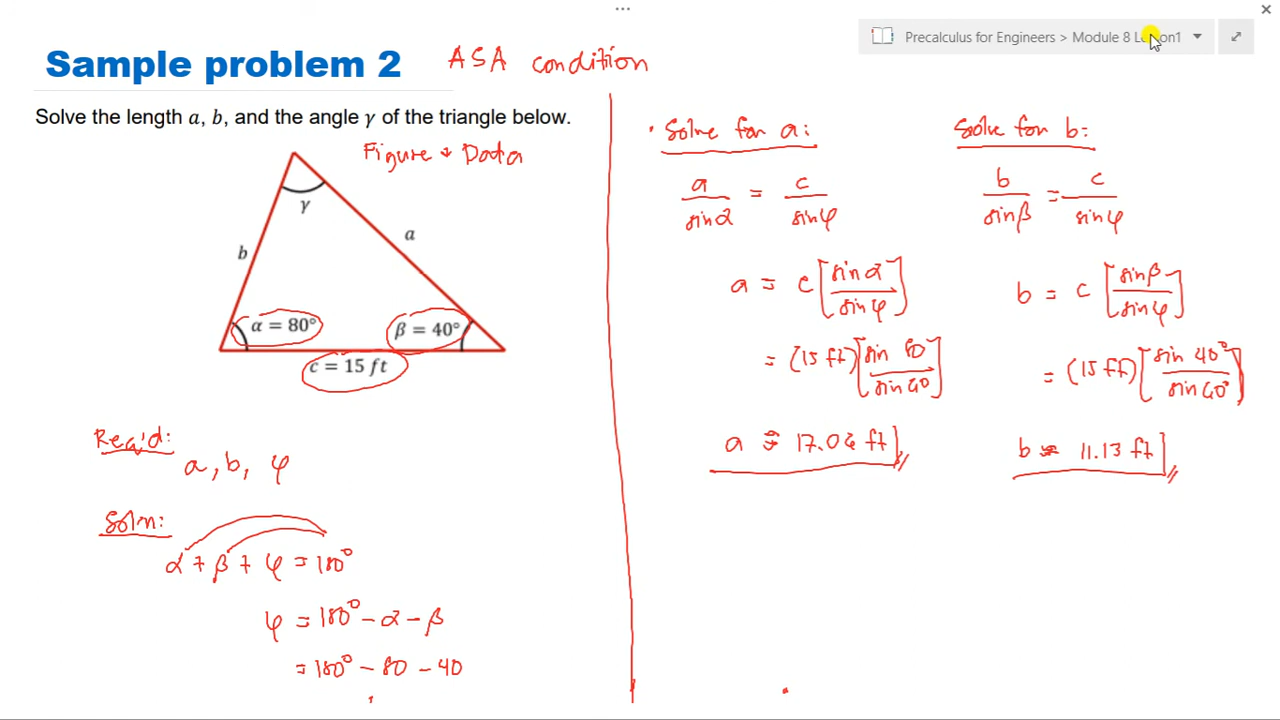 Precalculus for Engineers > Module 8 Lesson1
Sample problem 2 ASA condition
Solve the length a, b, and the angle γ of the triangle below.
Figure & Data
γ
b
a
α = 80°
β = 40°
c = 15 ft
Req'd:
a, b, φ
Sol'n:
α + β + φ = 180°
φ = 180° - α - β
= 180° - 80 - 40
Solve for a:
a/sinα = c/sinφ
a = c [sinα/sinφ]
= (15 ft) [sin 80/sin 60]
a ≈ 17.06 ft
Solve for b:
b/sinβ = c/sinφ
b = c [sinβ/sinφ]
= (15 ft) [sin 40°/sin 60°]
b ≈ 11.13 ft